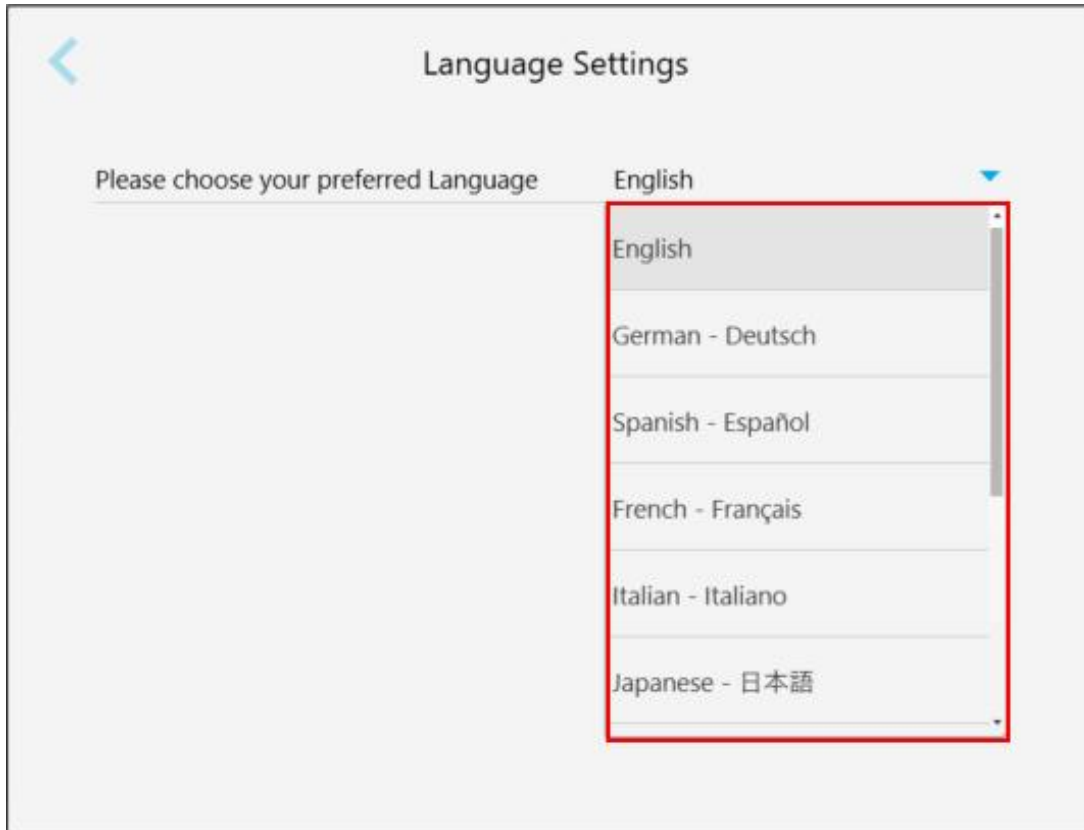 Language Settings
Please choose your preferred Language English
English
German - Deutsch
Spanish - Español
French - Français
Italian - Italiano
Japanese - 日本語